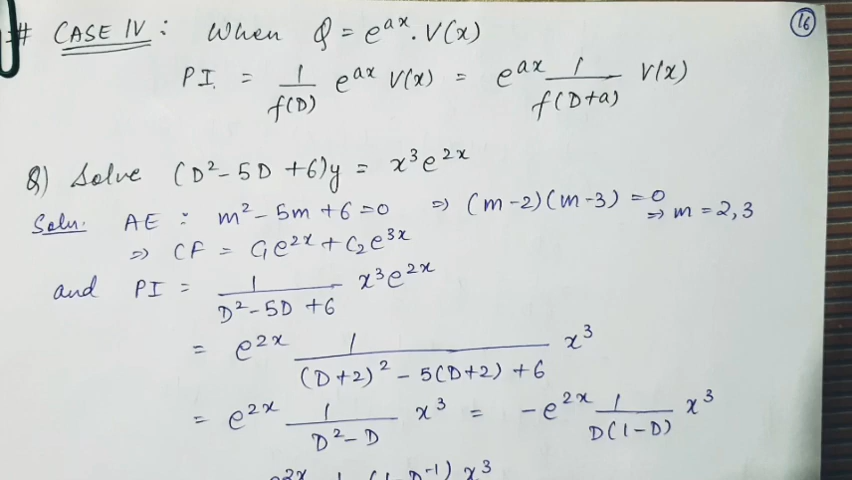 16
# CASE IV : When Q = e^{ax}. V(x)
P.I. = 1/f(D) e^{ax} V(x) = e^{ax} 1/f(D+a) V(x)
Q) Solve (D² - 5D + 6)y = x³e^{2x}
Soln. AE : m² - 5m + 6 = 0 ⇒ (m-2)(m-3) = 0
⇒ m = 2, 3
⇒ CF = C₁e^{2x} + C₂e^{3x}
and PI = 1/(D² - 5D + 6) x³e^{2x}
= e^{2x} 1/((D+2)² - 5(D+2) + 6) x³
= e^{2x} 1/(D² - D) x³ = -e^{2x} 1/(D(1-D)) x³